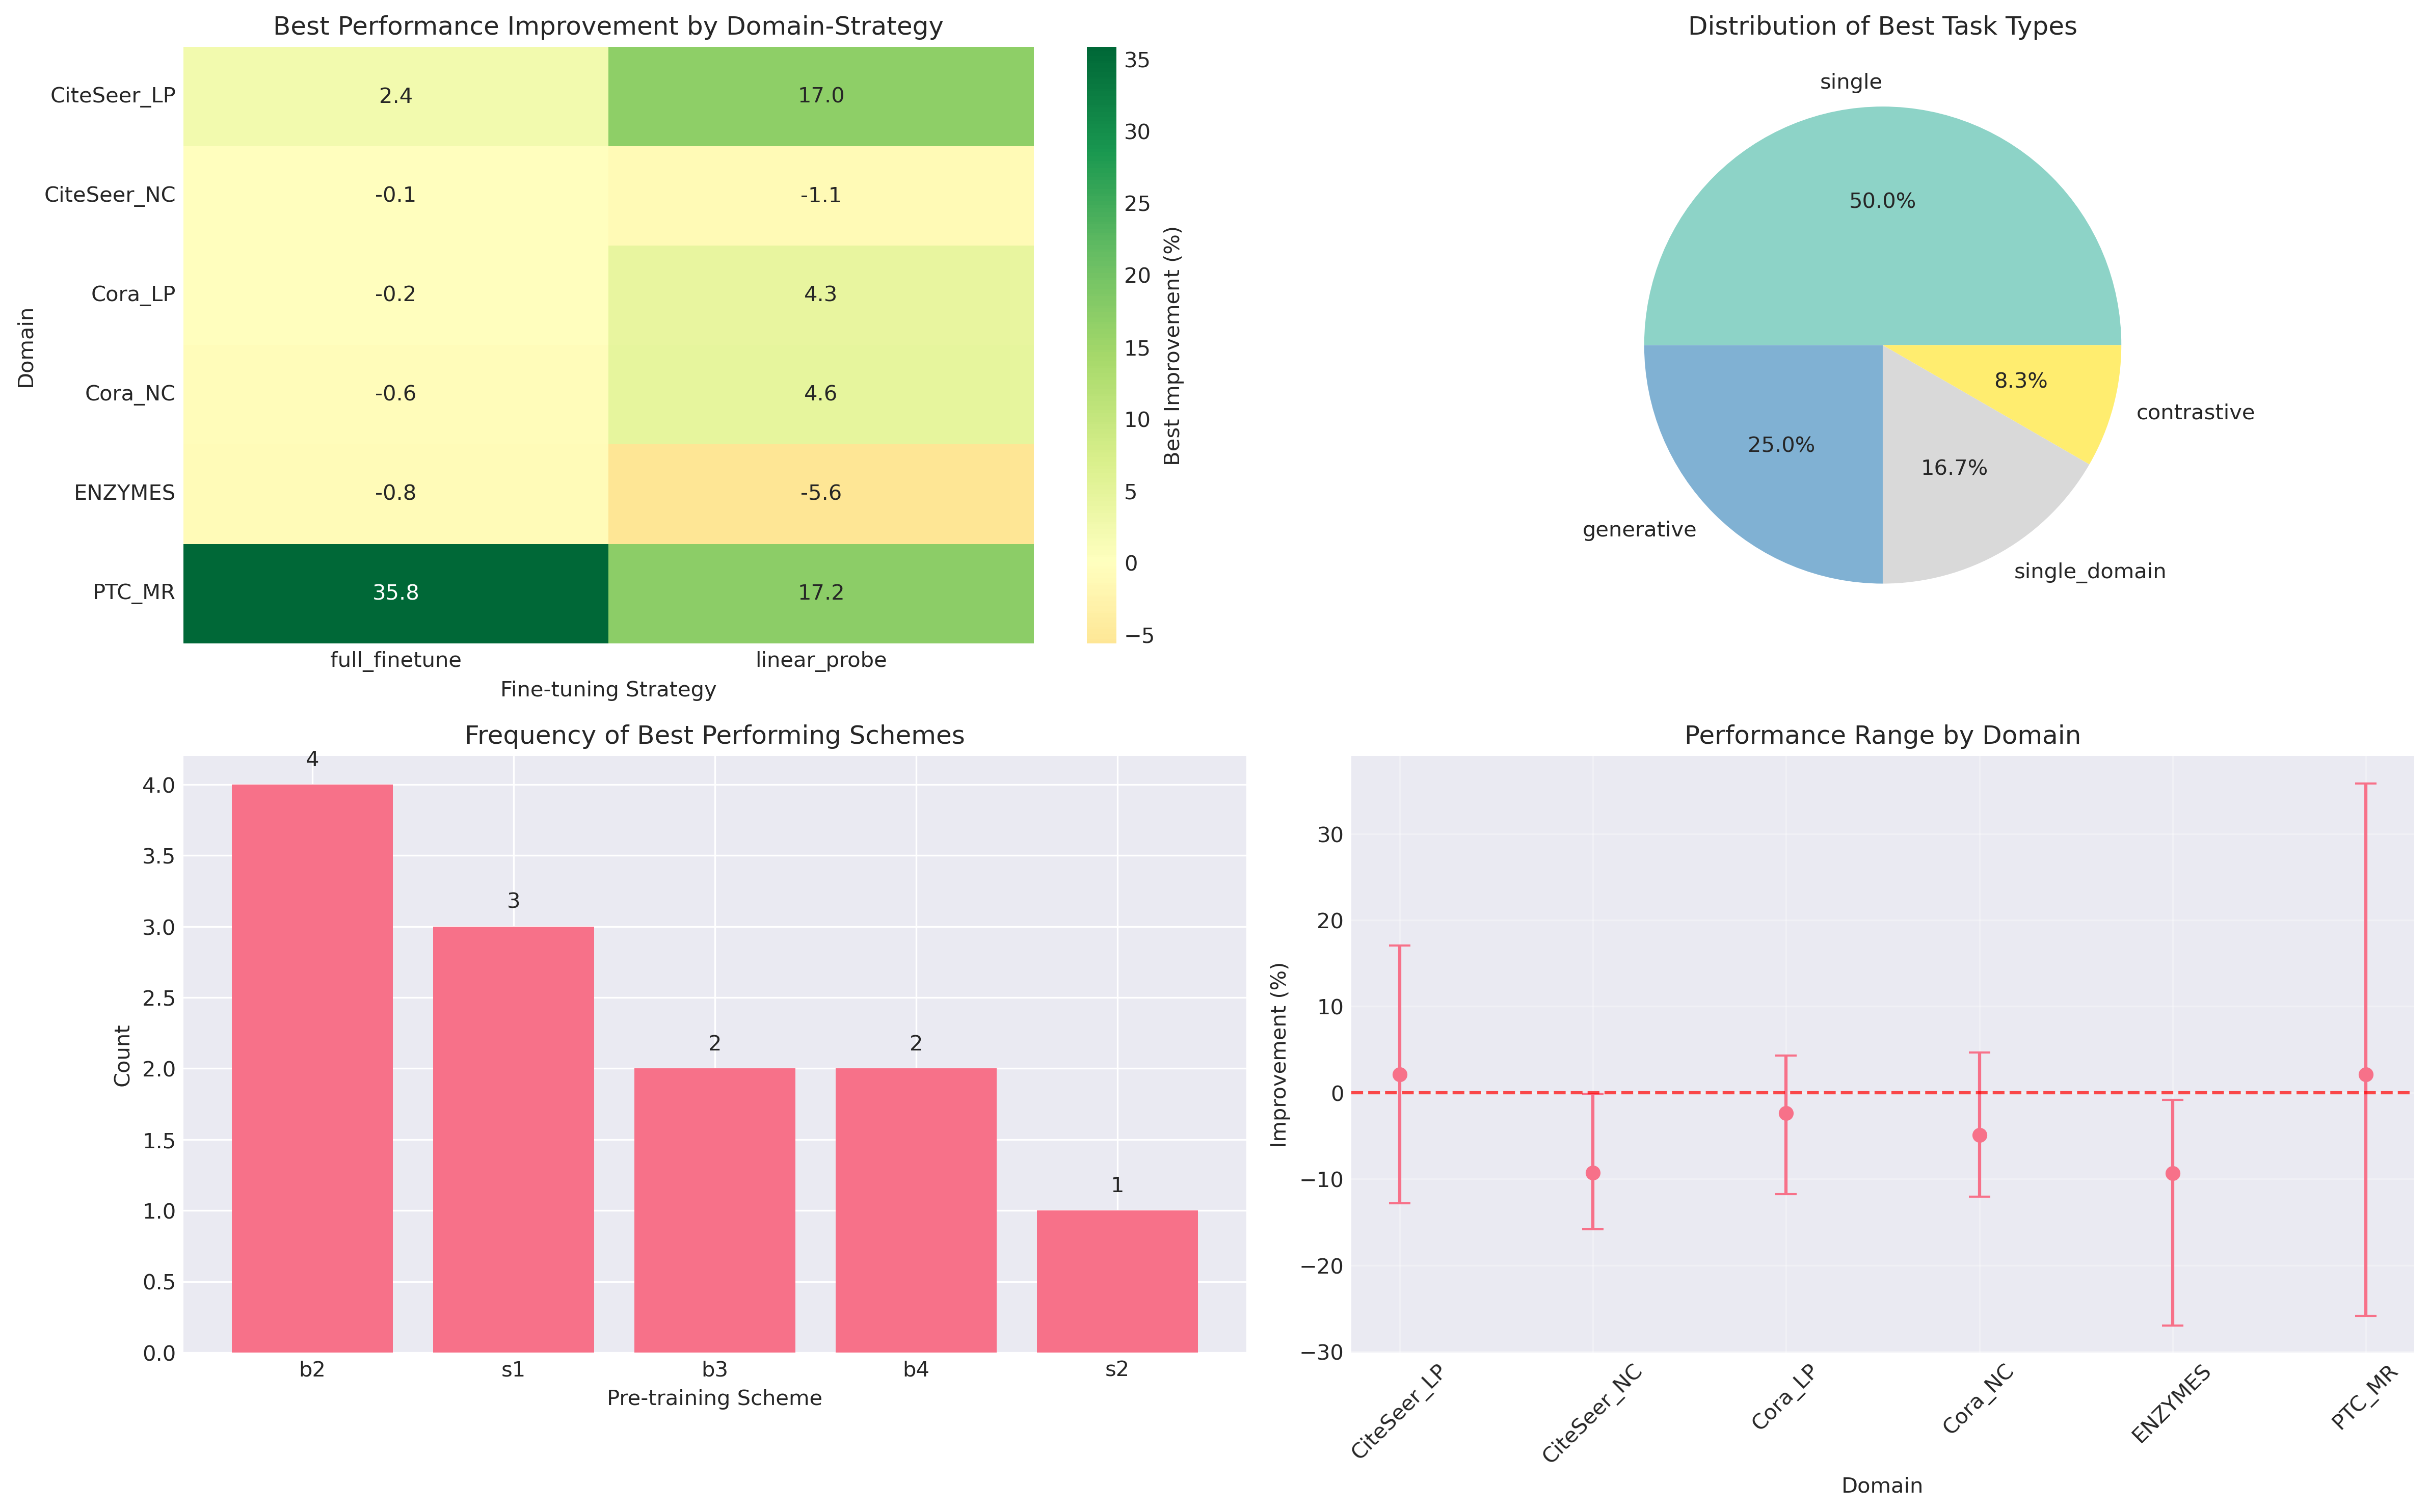 Best Performance Improvement by Domain-Strategy
Domain
CiteSeer_LP 2.4 17.0
CiteSeer_NC -0.1 -1.1
Cora_LP -0.2 4.3
Cora_NC -0.6 4.6
ENZYMES -0.8 -5.6
PTC_MR 35.8 17.2
full_finetune linear_probe
Fine-tuning Strategy
35
30
25
20
15
10
5
0
−5
Best Improvement (%)
Distribution of Best Task Types
single
50.0%
generative
25.0%
single_domain
16.7%
contrastive
8.3%
Frequency of Best Performing Schemes
Count
4.0
3.5
3.0
2.5
2.0
1.5
1.0
0.5
0.0
4
3
2
2
1
b2 s1 b3 b4 s2
Pre-training Scheme
Performance Range by Domain
Improvement (%)
30
20
10
0
−10
−20
−30
CiteSeer_LP
CiteSeer_NC
Cora_LP
Cora_NC
ENZYMES
PTC_MR
Domain